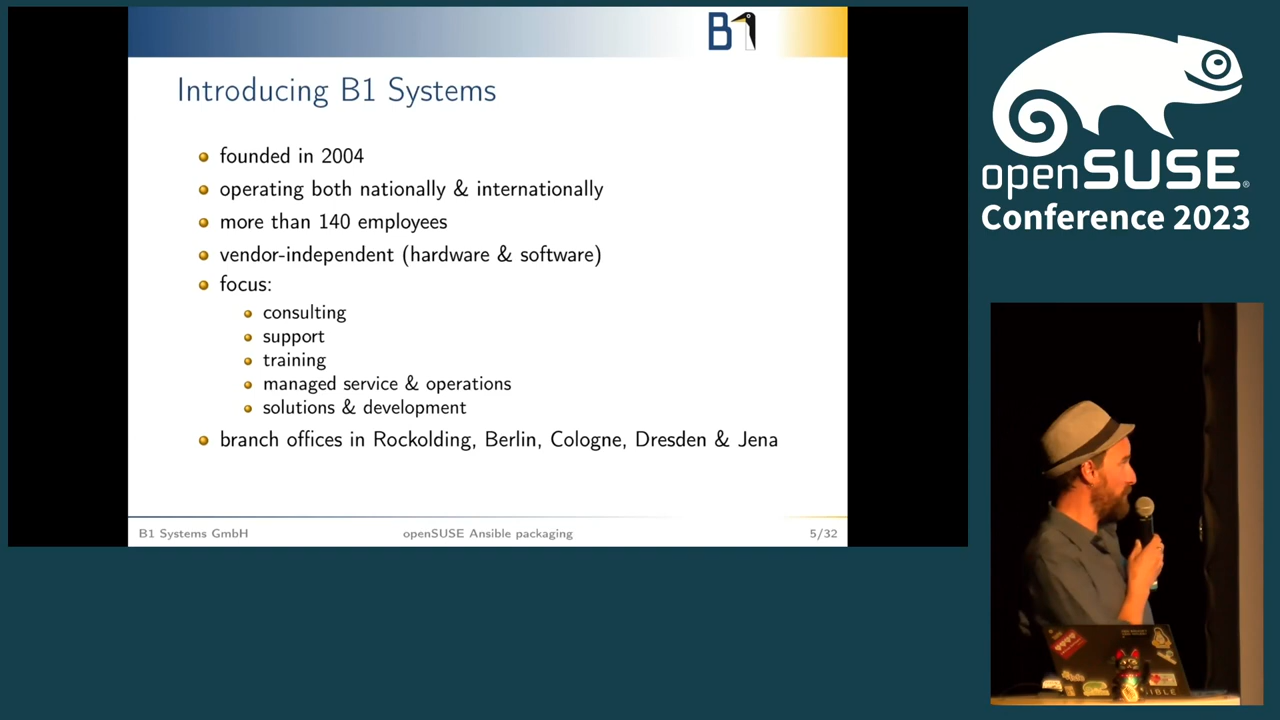 B1
Introducing B1 Systems
founded in 2004
operating both nationally & internationally
more than 140 employees
vendor-independent (hardware & software)
focus:
consulting
support
training
managed service & operations
solutions & development
branch offices in Rockolding, Berlin, Cologne, Dresden & Jena
B1 Systems GmbH
openSUSE Ansible packaging
5/32
openSUSE®
Conference 2023